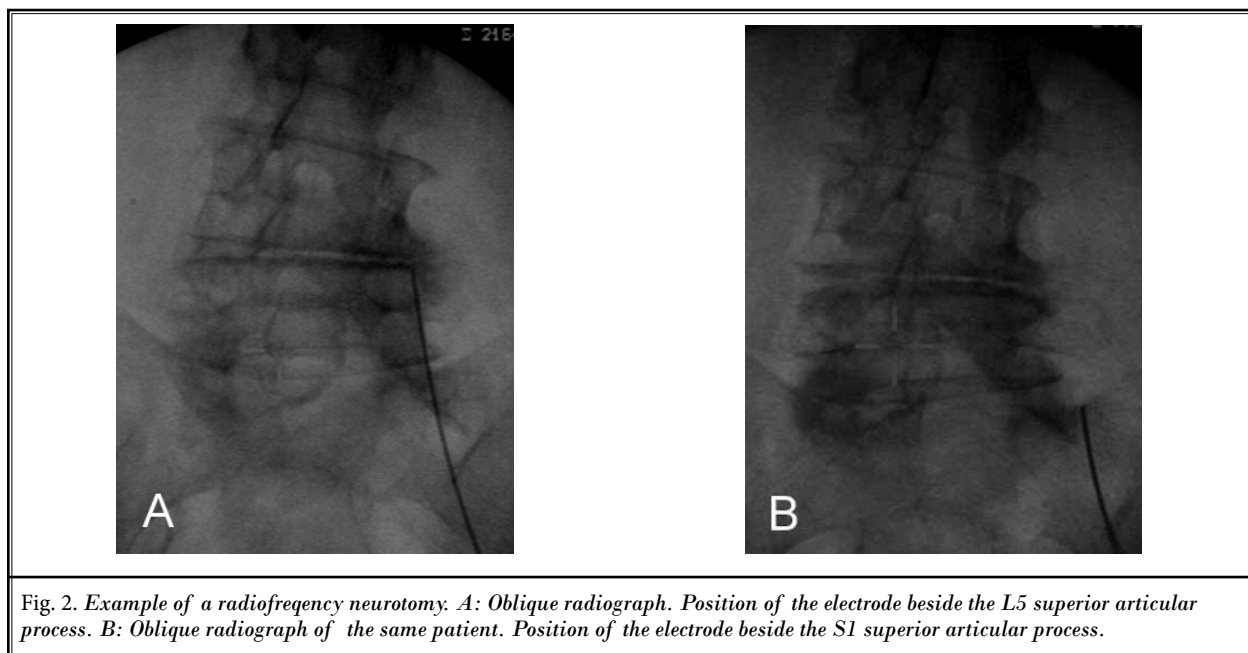 Σ 216
A
B
Fig. 2. Example of a radiofreqency neurotomy. A: Oblique radiograph. Position of the electrode beside the L5 superior articular
process. B: Oblique radiograph of the same patient. Position of the electrode beside the S1 superior articular process.